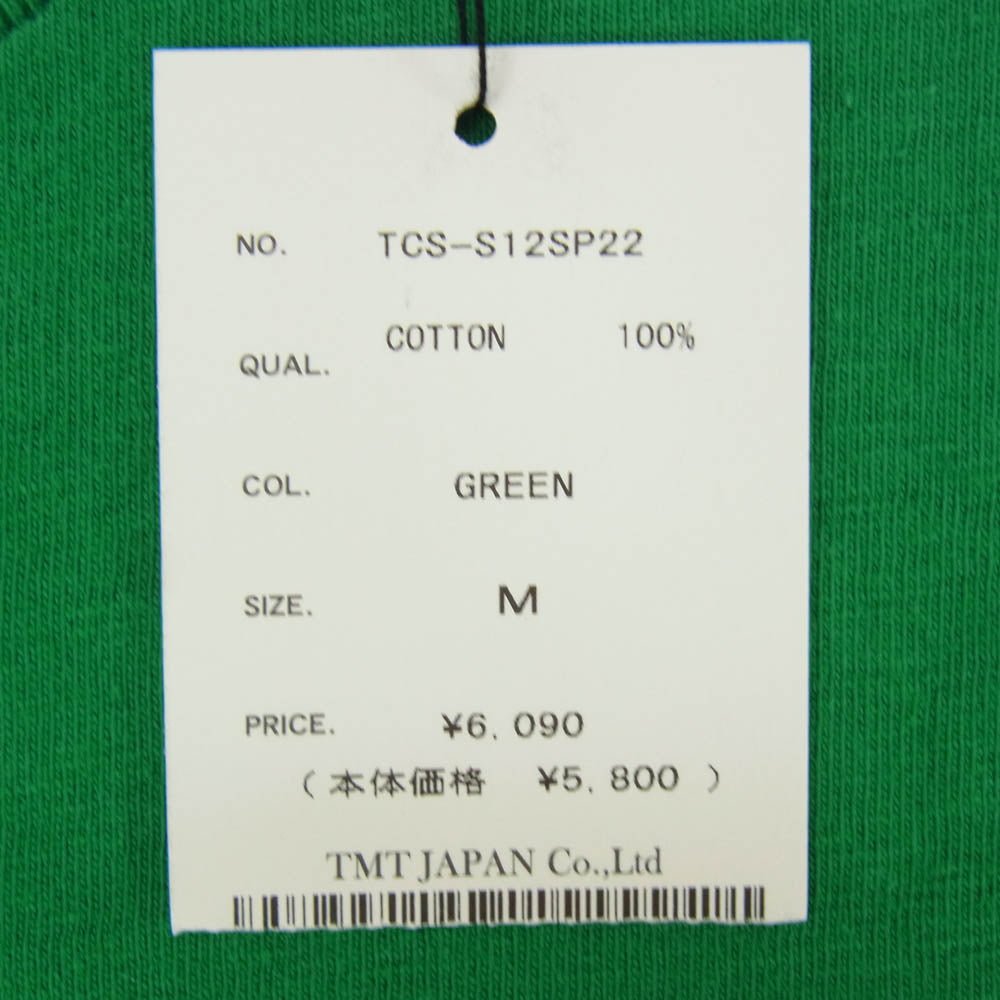 NO. TCS-S12SP22
COTTON 100%
QUAL.
COL. GREEN
SIZE. M
PRICE. ¥6,090
(本体価格 ¥5,800)
TMT JAPAN Co.,Ltd